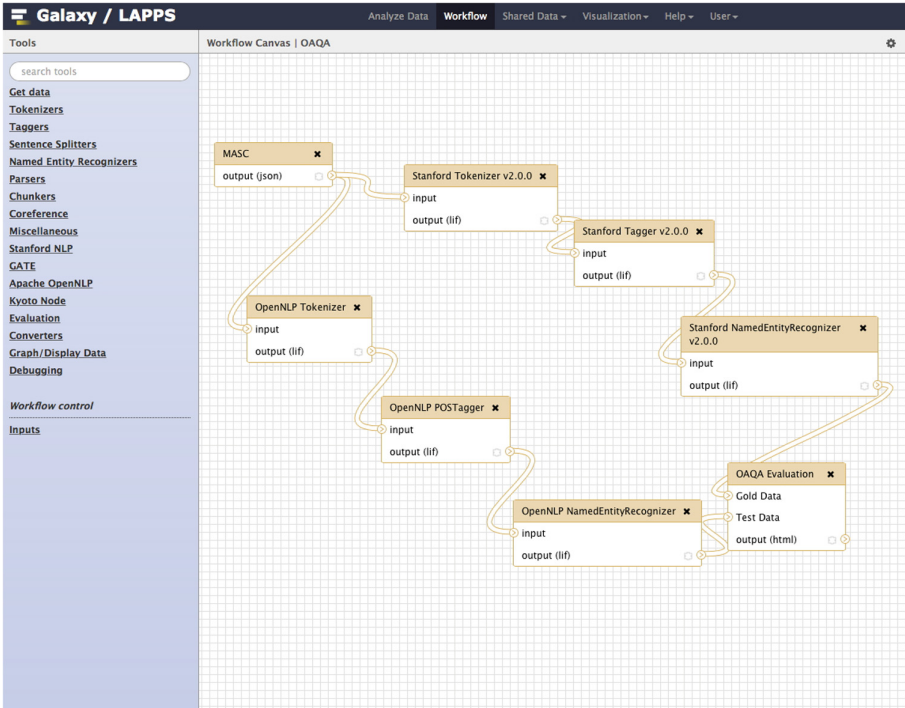 Galaxy / LAPPS
Analyze Data Workflow Shared Data Visualization Help User
Tools
Workflow Canvas | OAQA
search tools
Get data
Tokenizers
Taggers
Sentence Splitters
Named Entity Recognizers
Parsers
Chunkers
Coreference
Miscellaneous
Stanford NLP
GATE
Apache OpenNLP
Kyoto Node
Evaluation
Converters
Graph/Display Data
Debugging
Workflow control
Inputs
MASC
output (json)
Stanford Tokenizer v2.0.0
input
output (lif)
Stanford Tagger v2.0.0
input
output (lif)
OpenNLP Tokenizer
input
output (lif)
Stanford NamedEntityRecognizer
v2.0.0
input
output (lif)
OpenNLP POSTagger
input
output (lif)
OAQA Evaluation
Gold Data
Test Data
output (html)
OpenNLP NamedEntityRecognizer
input
output (lif)